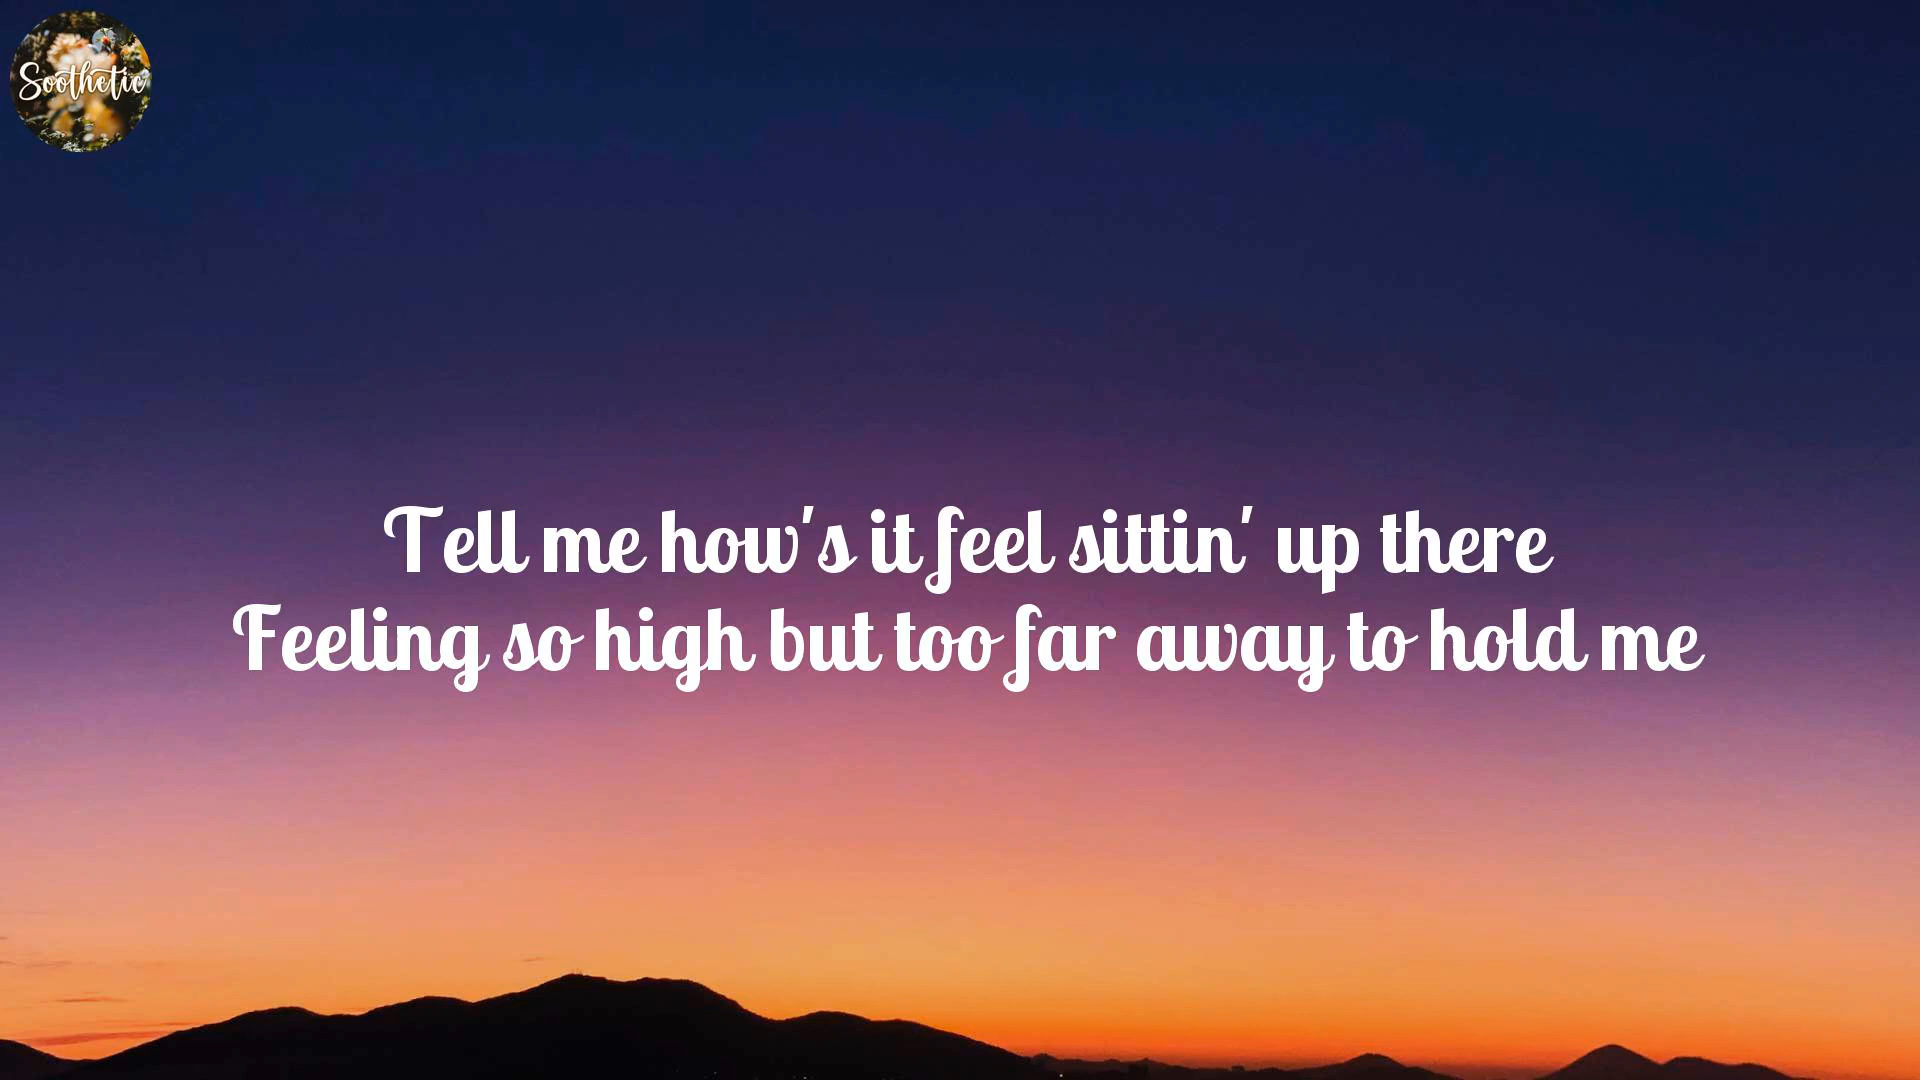 Soothetic
Tell me how's it feel sittin' up there
Feeling so high but too far away to hold me